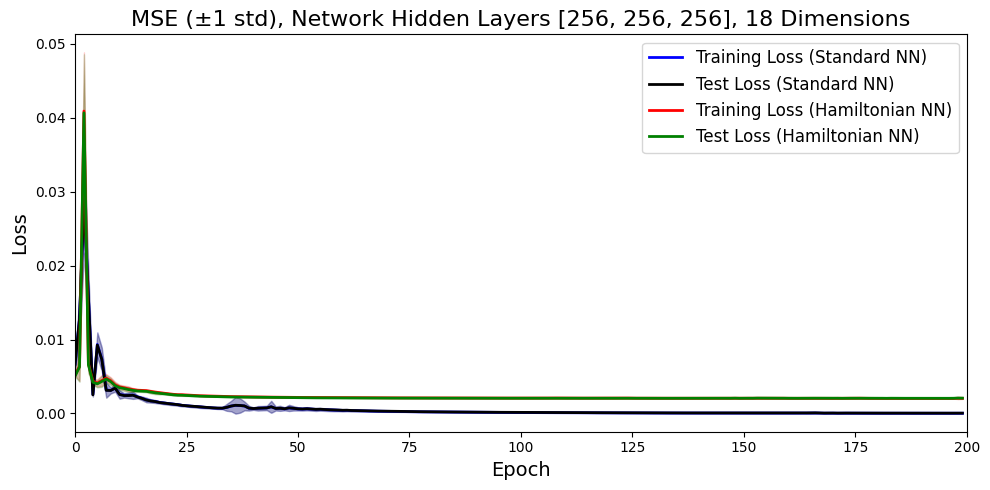 MSE (±1 std), Network Hidden Layers [256, 256, 256], 18 Dimensions
Training Loss (Standard NN)
Test Loss (Standard NN)
Training Loss (Hamiltonian NN)
Test Loss (Hamiltonian NN)
Loss
0.05
0.04
0.03
0.02
0.01
0.00
0 25 50 75 100 125 150 175 200
Epoch